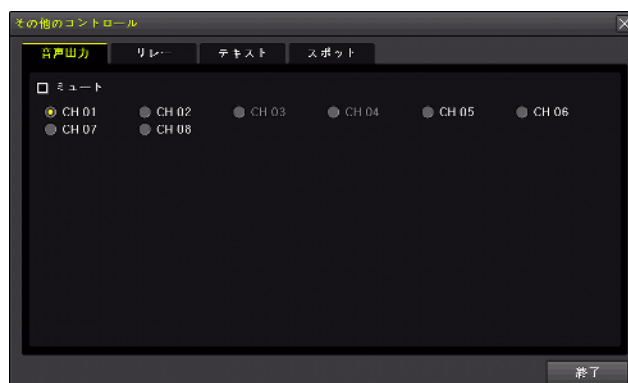 その他のコントロール
音声出力 リレー テキスト スポット
ミュート
CH 01 CH 02 CH 03 CH 04 CH 05 CH 06
CH 07 CH 08
終了